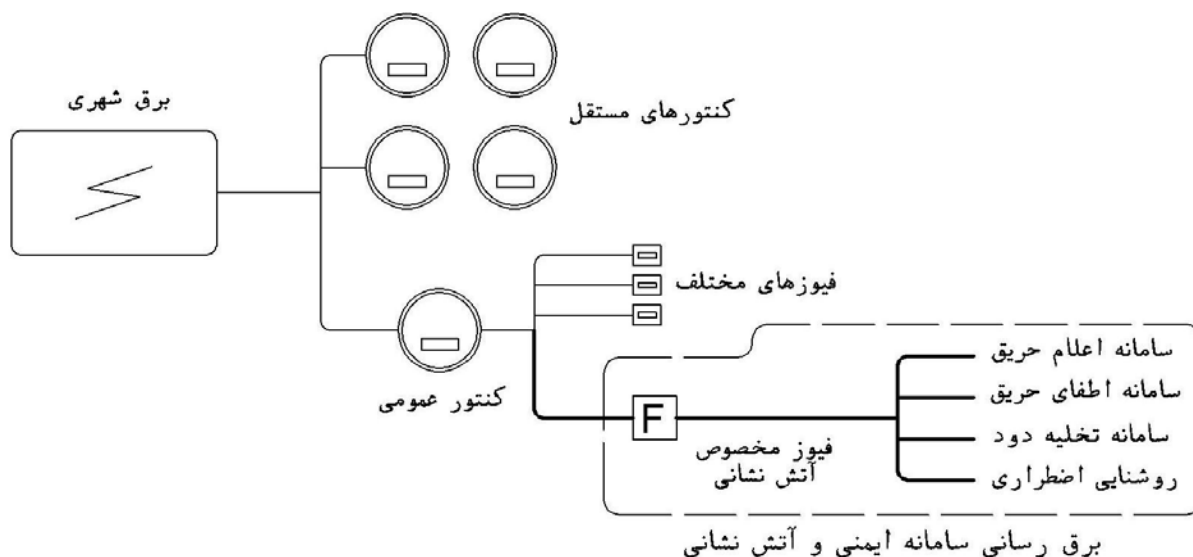 برق شهری
کنتورهای مستقل
فیوزهای مختلف
کنتور عمومی
F
فیوز مخصوص
آتش نشانی
سامانه اعلام حریق
سامانه اطفای حریق
سامانه تخلیه دود
روشنایی اضطراری
برق رسانی سامانه ایمنی و آتش نشانی